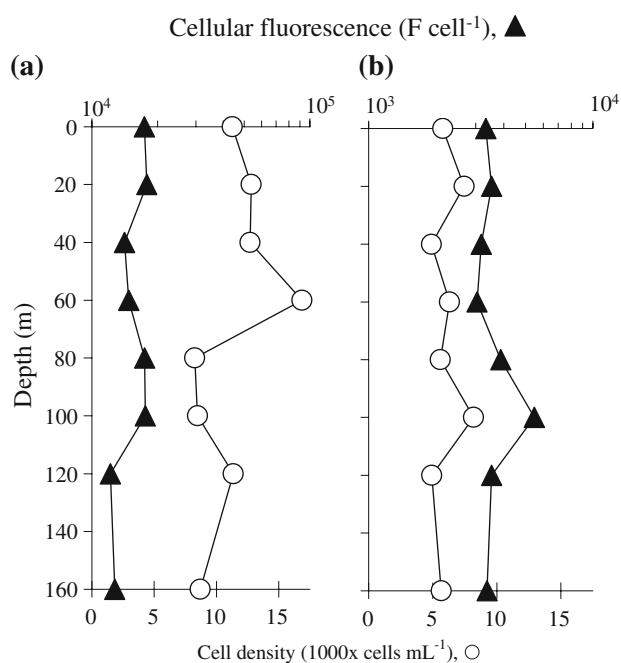 Cellular fluorescence (F cell⁻¹), ▲
(a) (b)
10⁴ 10⁵ 10³ 10⁴
0
20
40
60
80
100
120
140
160
Depth (m)
0 5 10 15 0 5 10 15
Cell density (1000x cells mL⁻¹), ○